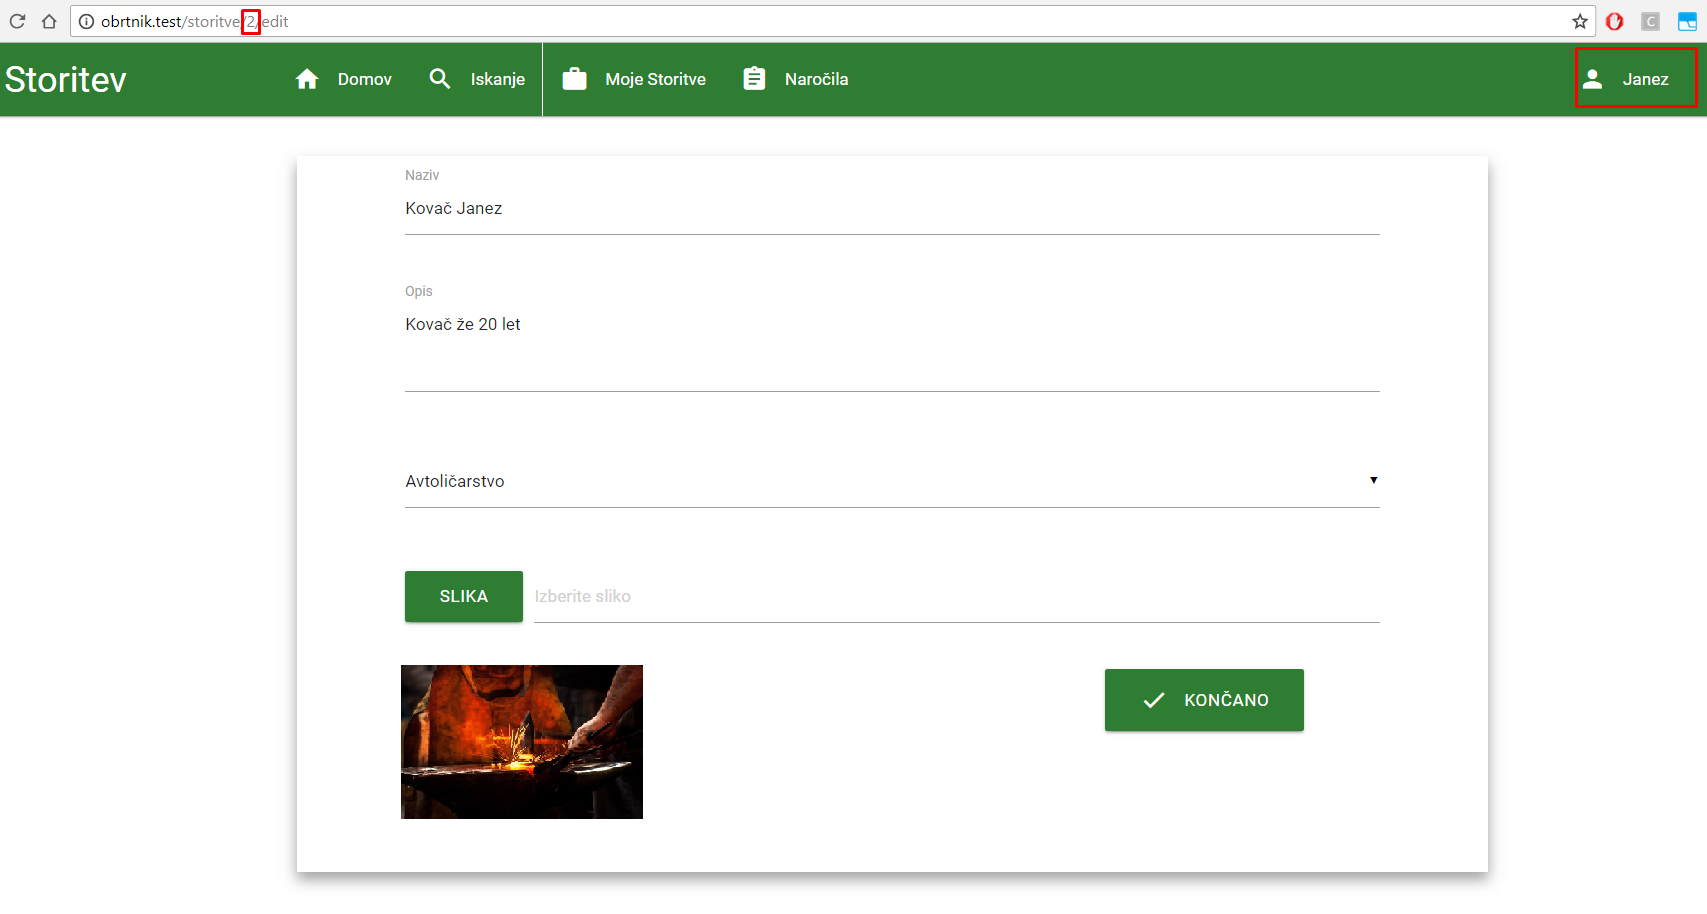 obrtnik.test/storitve/2/edit
C
Storitev
Domov
Iskanje
Moje Storitve
Naročila
Janez
Naziv
Kovač Janez
Opis
Kovač že 20 let
Avtoličarstvo
SLIKA
Izberite sliko
KONČANO